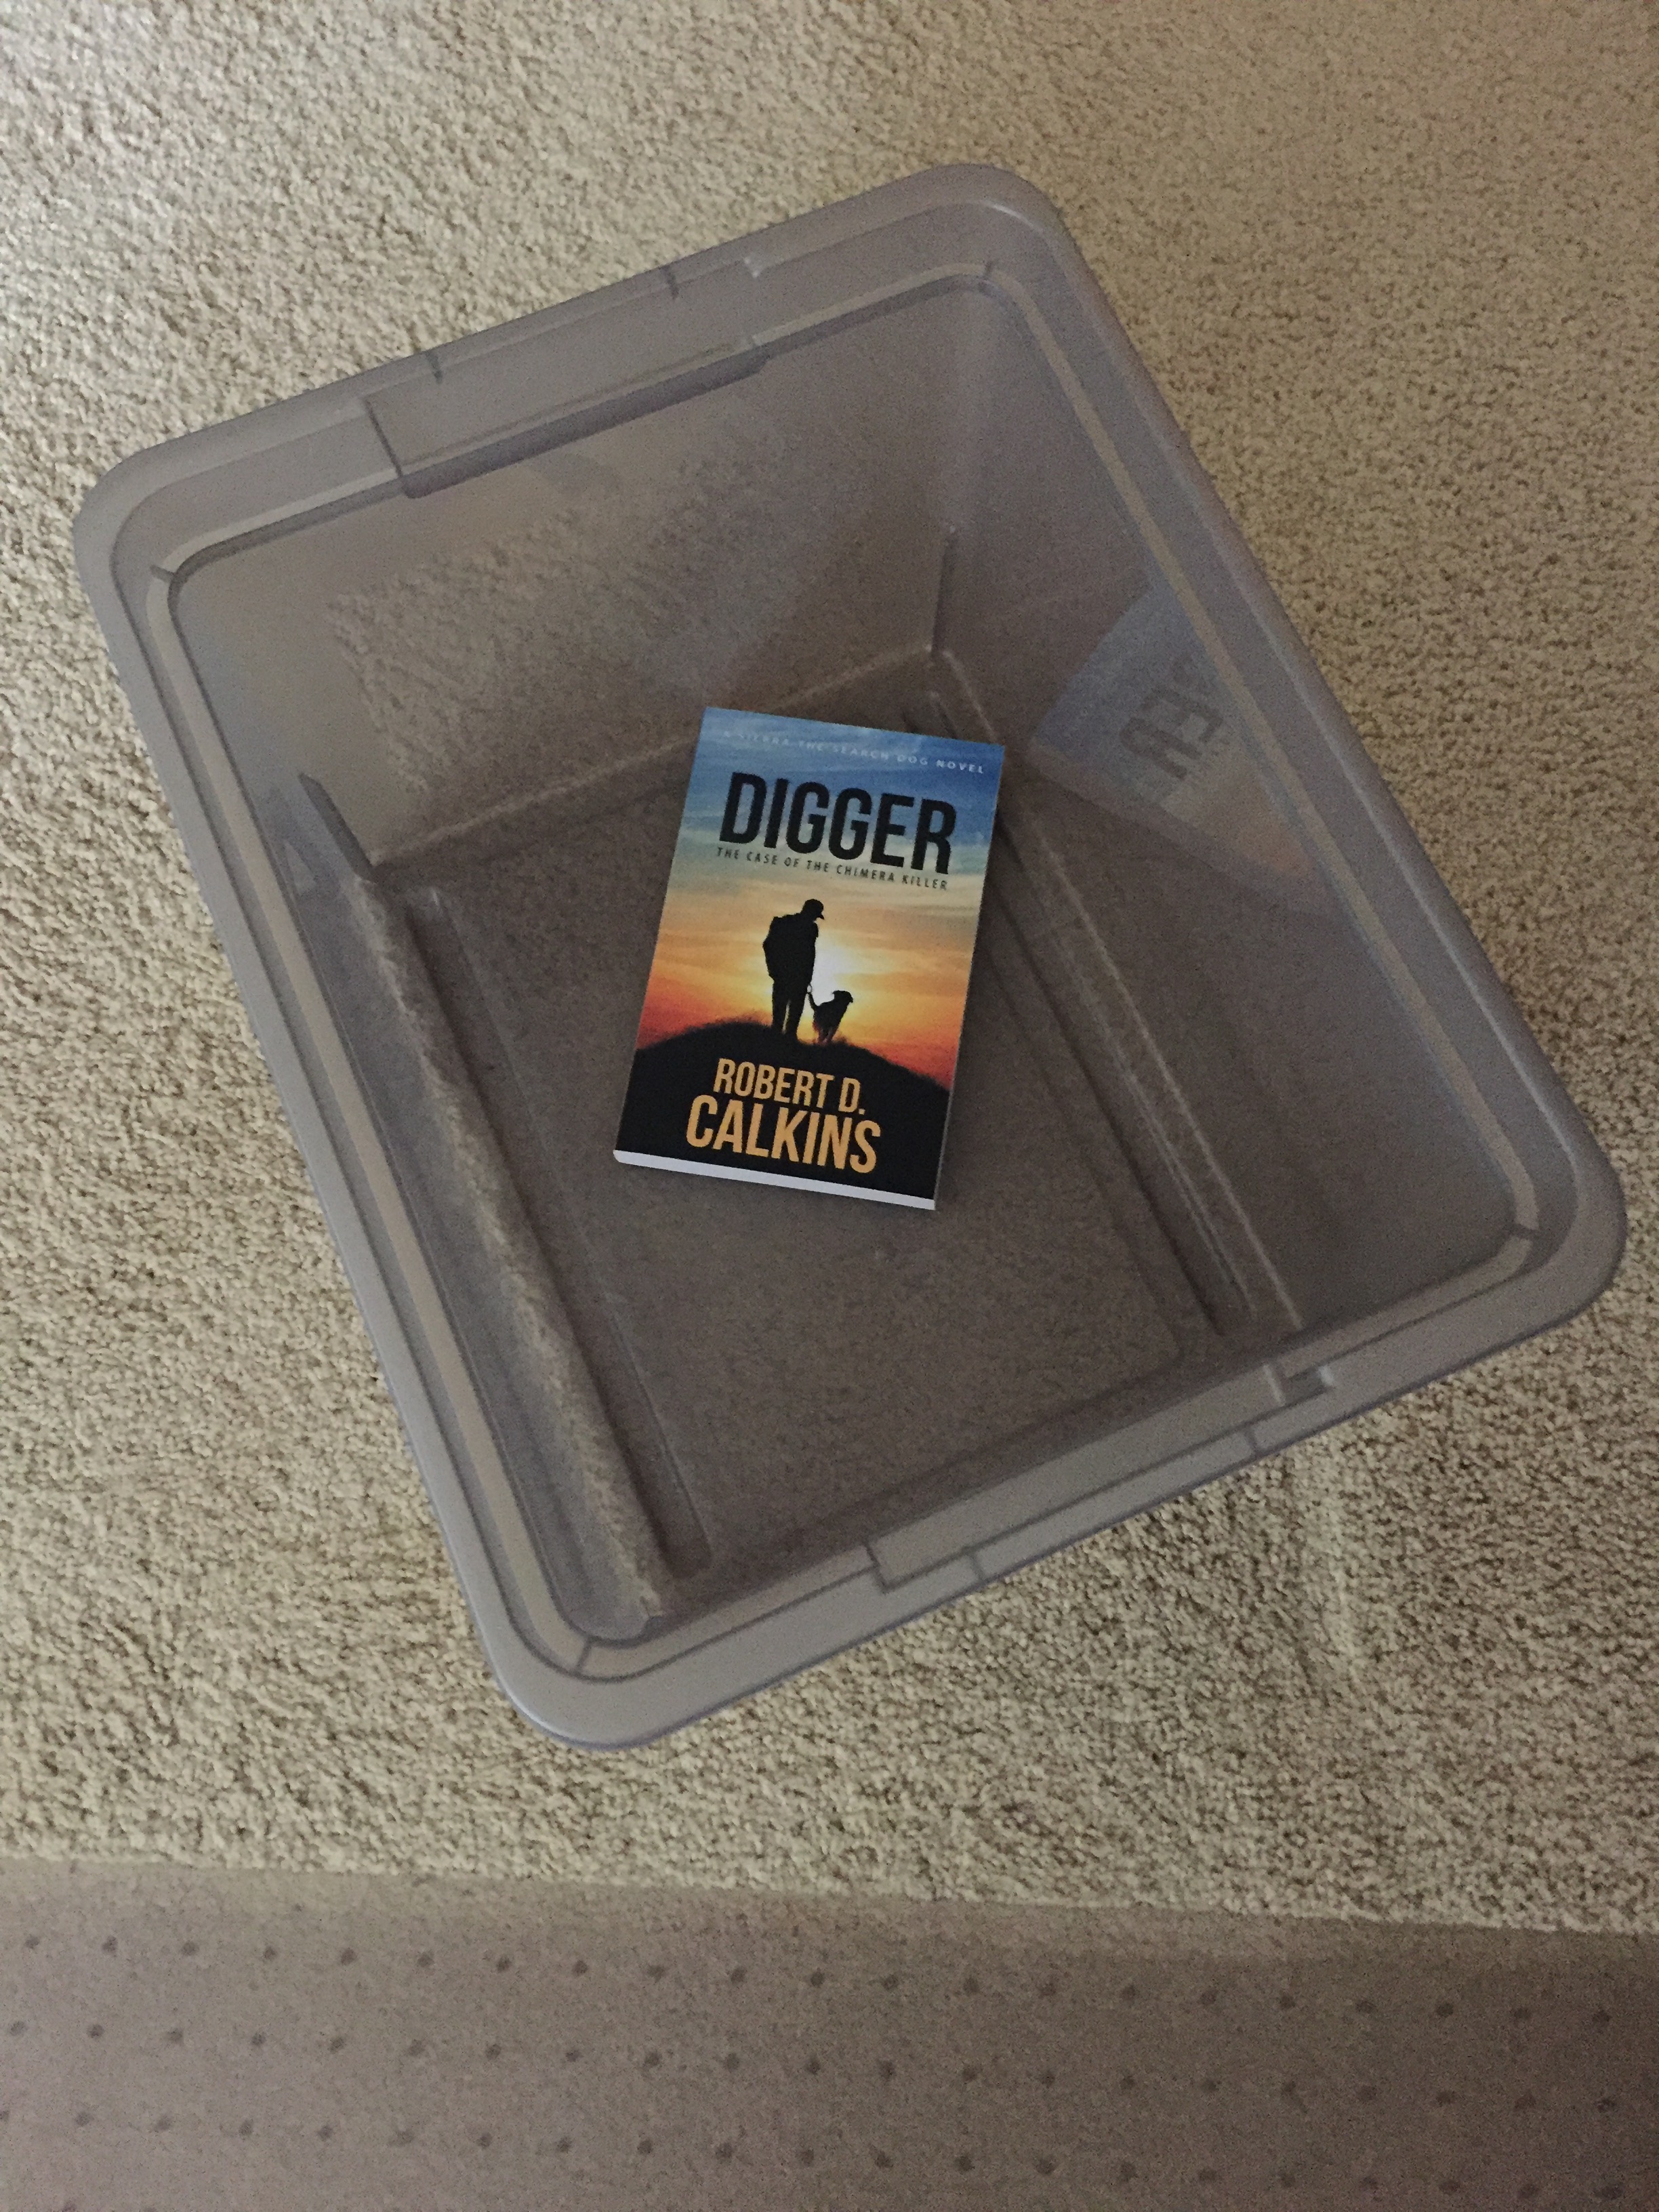 A SIERRA THE SEARCH DOG NOVEL
DIGGER
THE CASE OF THE CHIMERA KILLER
ROBERT D.
CALKINS